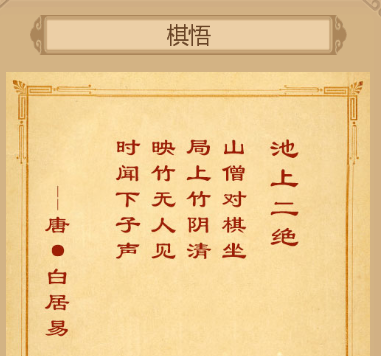 棋悟
池上二绝
山僧对棋坐
局上竹阴清
映竹无人见
时闻下子声
——唐●白居易